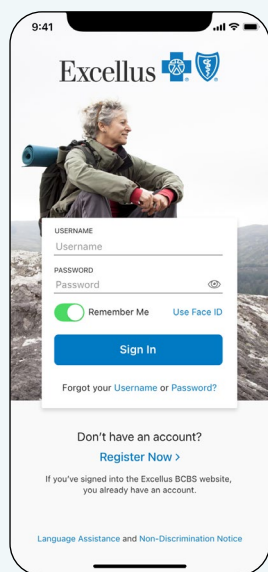 9:41
Excellus
USERNAME
Username
PASSWORD
Password
Remember Me Use Face ID
Sign In
Forgot your Username or Password?
Don't have an account?
Register Now >
If you've signed into the Excellus BCBS website,
you already have an account.
Language Assistance and Non-Discrimination Notice